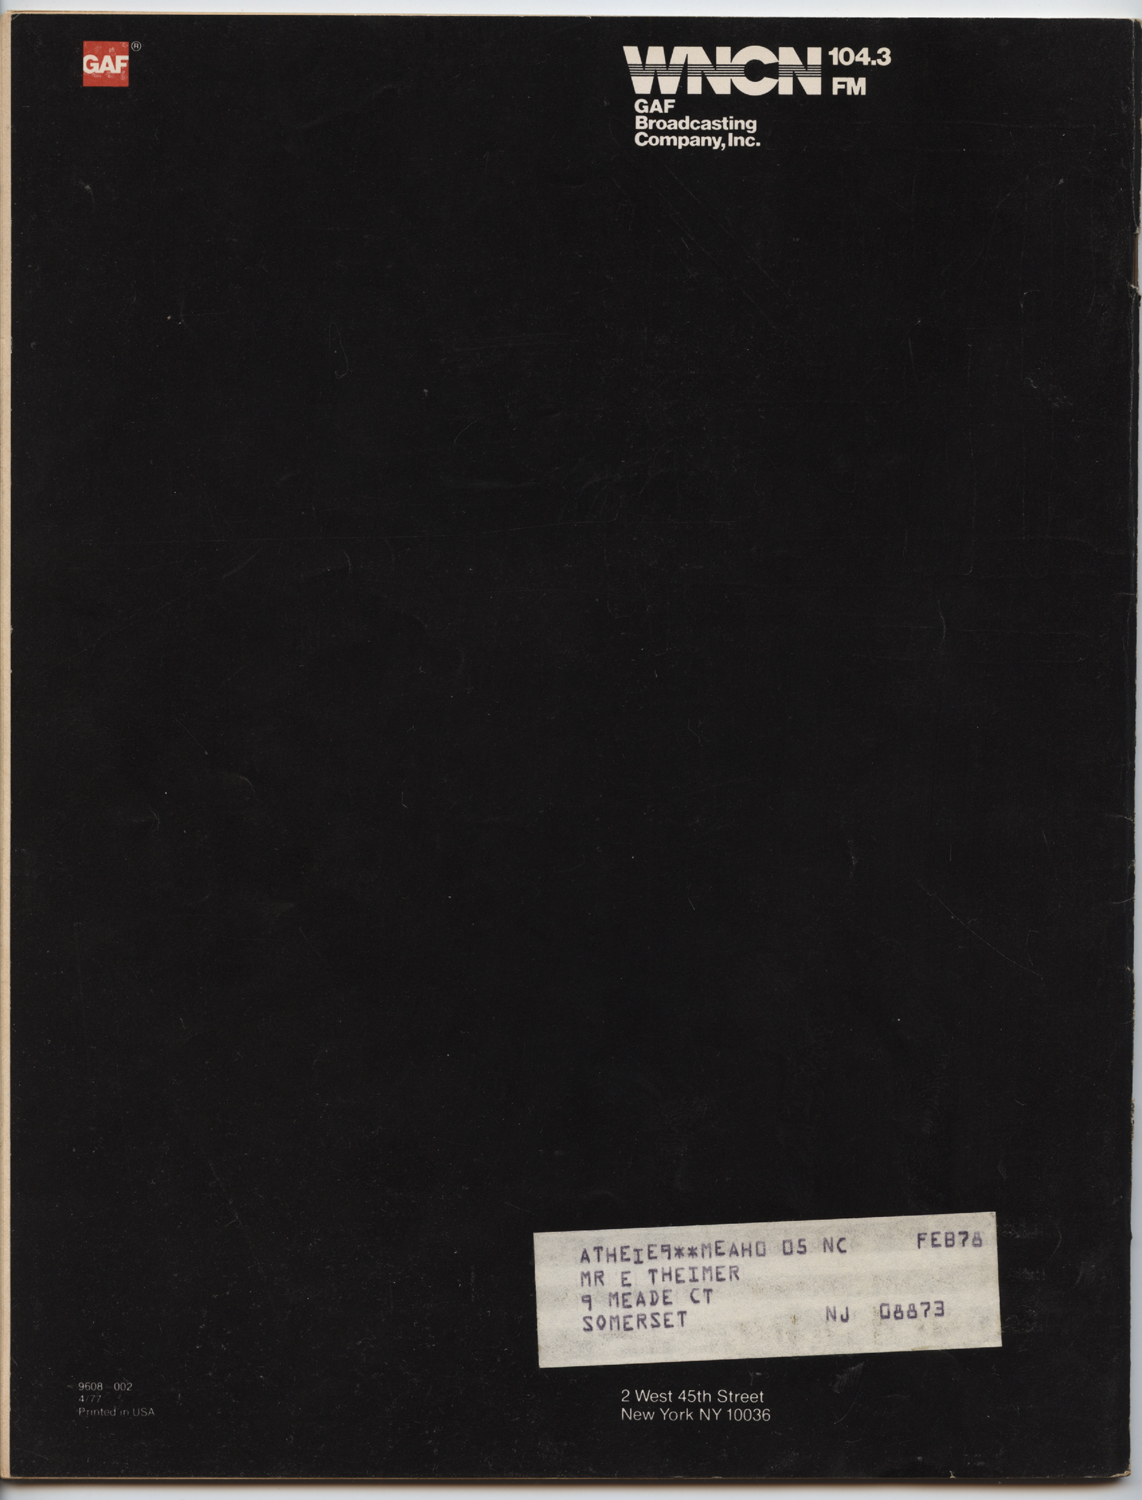 GAF®
WNCN 104.3
FM
GAF
Broadcasting
Company, Inc.
ATHEIE9**MEAHO 05 NC FEB78
MR E THEIMER
9 MEADE CT
SOMERSET NJ 08873
9608 002
4/77
Printed in USA
2 West 45th Street
New York NY 10036